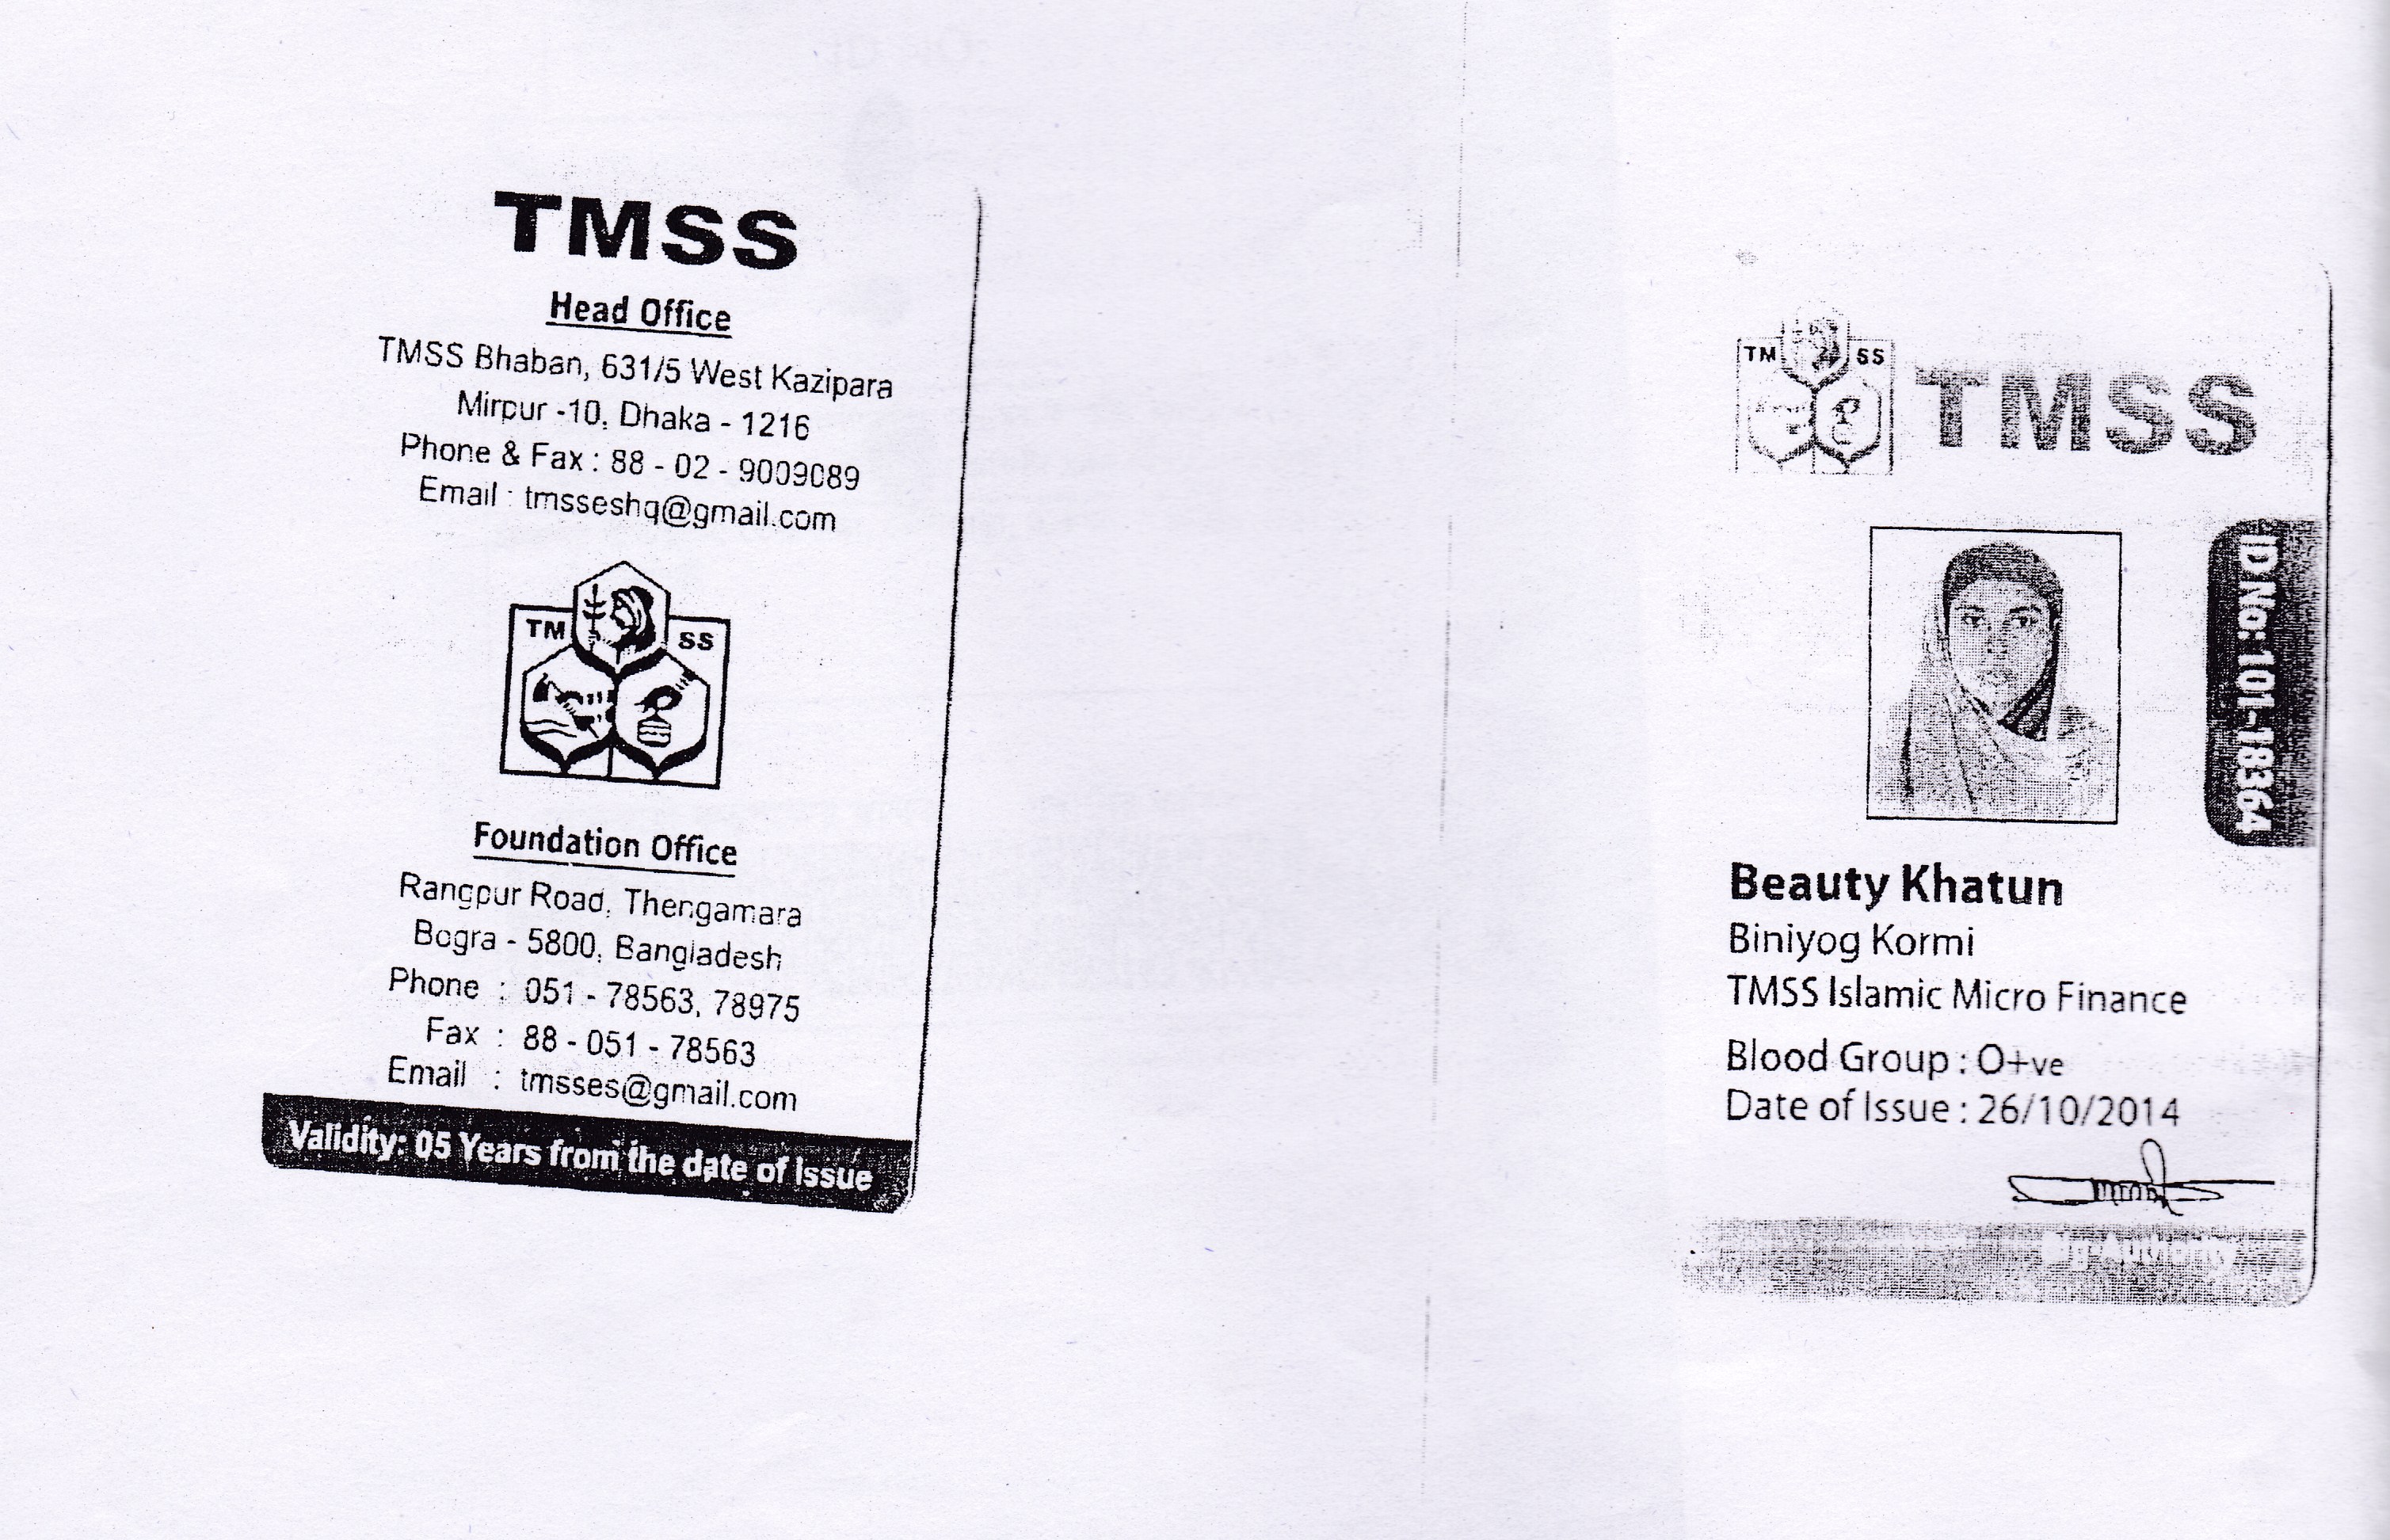 TMSS
Head Office
TMSS Bhaban, 631/5 West Kazipara
Mirpur -10, Dhaka - 1216
Phone & Fax : 88 - 02 - 9009089
Email : tmsseshq@gmail.com
TM SS
Foundation Office
Rangpur Road, Thengamara
Bogra - 5800, Bangladesh
Phone : 051 - 78563, 78975
Fax : 88 - 051 - 78563
Email : tmsses@gmail.com
Validity: 05 Years from the date of Issue
TM SS
TMSS
ID No: 101-18364
Beauty Khatun
Biniyog Kormi
TMSS Islamic Micro Finance
Blood Group : O+ve
Date of Issue : 26/10/2014
Authority